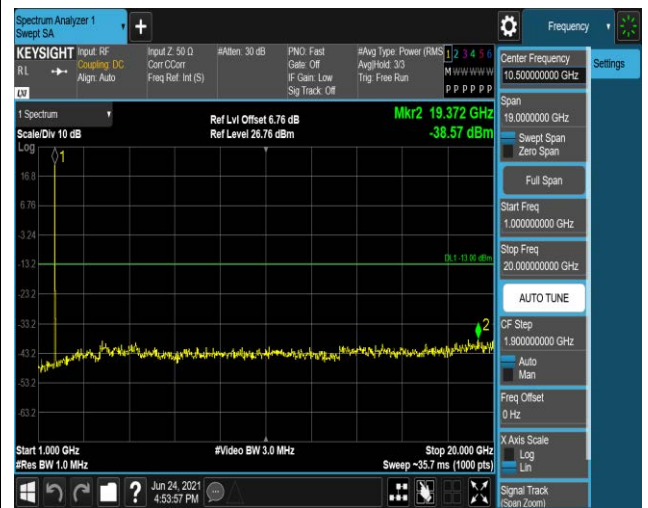 Spectrum Analyzer 1
Swept SA
+
Frequency
KEYSIGHT
RL
LXI
Input: RF
Coupling: DC
Align: Auto
Input Z: 50 Ω
Corr CCorr
Freq Ref: Int (S)
#Atten: 30 dB
PNO: Fast
Gate: Off
IF Gain: Low
Sig Track: Off
#Avg Type: Power (RMS
Avg|Hold: 3/3
Trig: Free Run
1 2 3 4 5 6
M W W W W W
P P P P P P
1 Spectrum
Scale/Div 10 dB
Ref Lvl Offset 6.76 dB
Ref Level 26.76 dBm
Mkr2 19.372 GHz
-38.57 dBm
Log
1
16.8
6.76
-3.24
-13.2
DL1 -13.00 dBm
-23.2
-33.2
2
-43.2
-53.2
-63.2
Start 1.000 GHz
#Res BW 1.0 MHz
#Video BW 3.0 MHz
Stop 20.000 GHz
Sweep ~35.7 ms (1000 pts)
Jun 24, 2021
4:53:57 PM
?
Center Frequency
10.500000000 GHz
Settings
Span
19.0000000 GHz
Swept Span
Zero Span
Full Span
Start Freq
1.000000000 GHz
Stop Freq
20.000000000 GHz
AUTO TUNE
CF Step
1.900000000 GHz
Auto
Man
Freq Offset
0 Hz
X Axis Scale
Log
Lin
Signal Track
(Span Zoom)